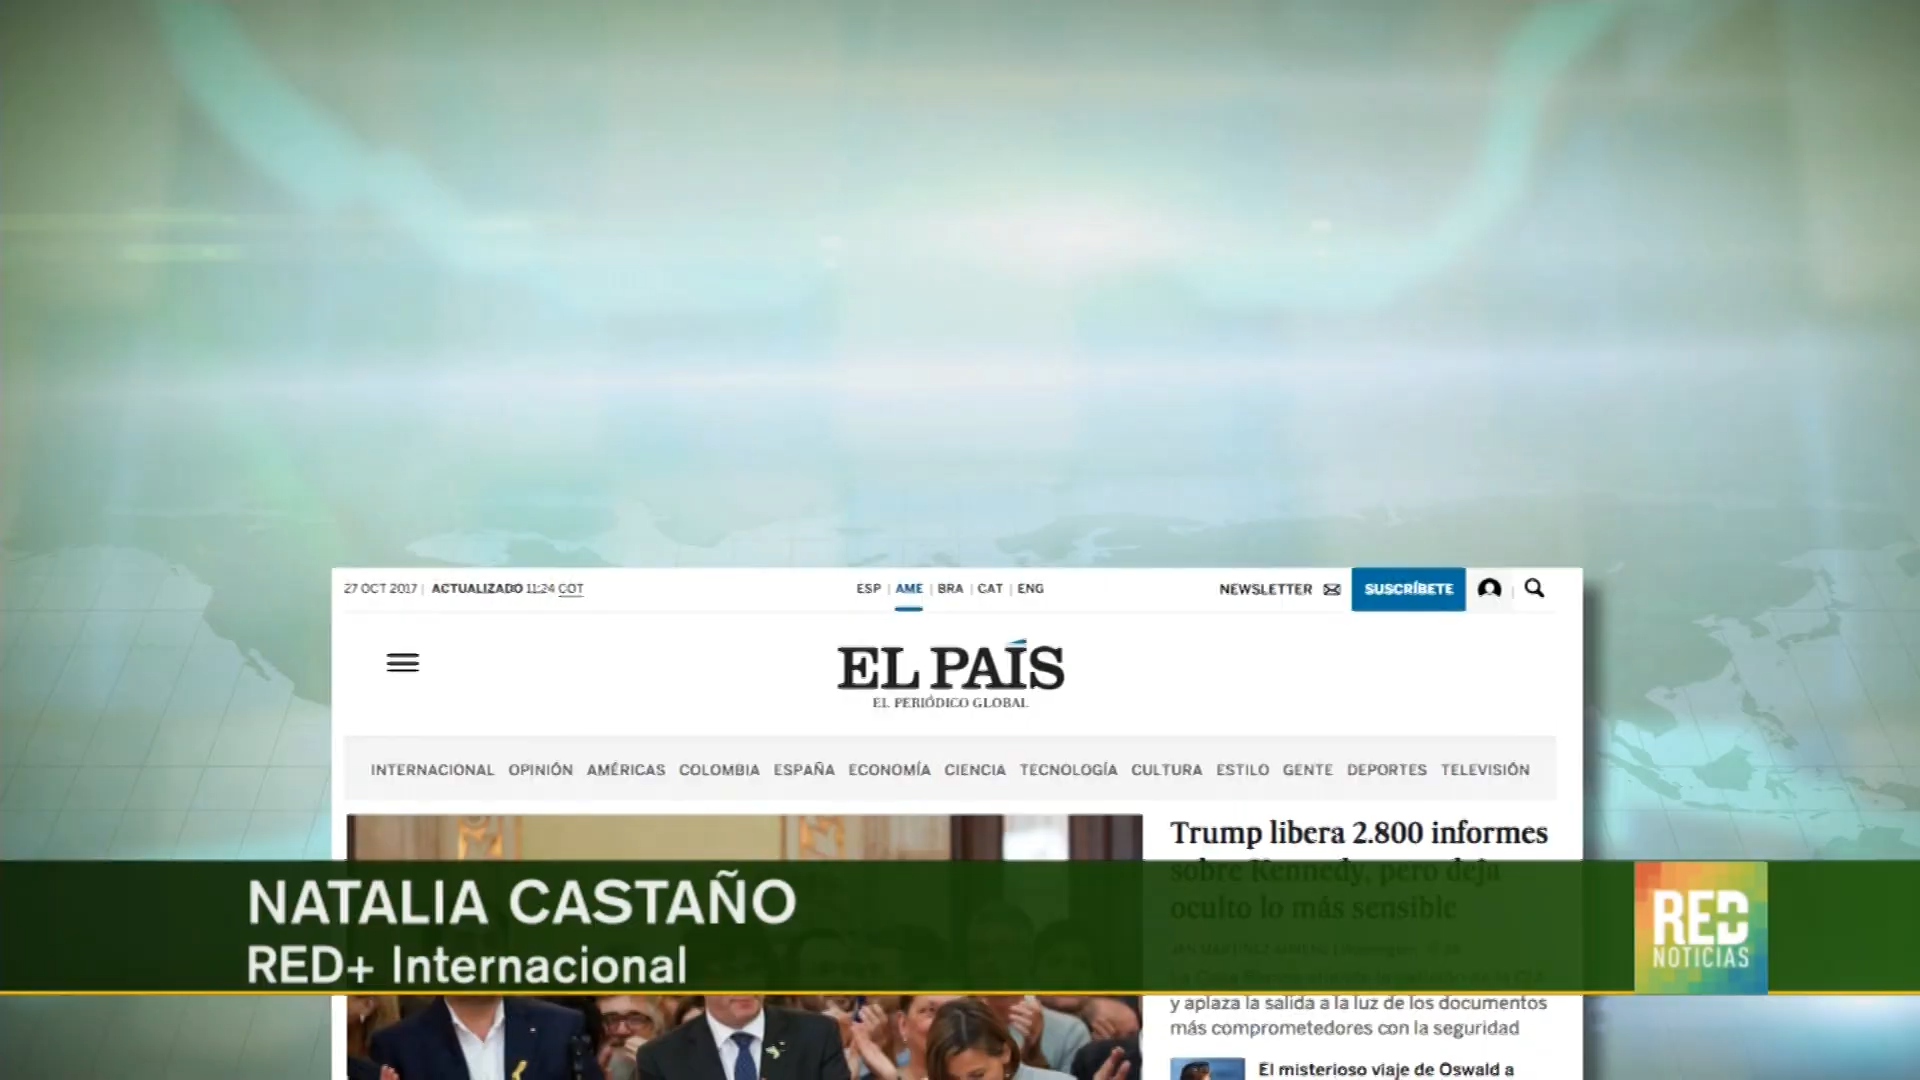 27 OCT 2017 | ACTUALIZADO 11:24 COT
ESP | AME | BRA | CAT | ENG
NEWSLETTER
SUSCRÍBETE
EL PAÍS
EL PERIÓDICO GLOBAL
INTERNACIONAL OPINIÓN AMÉRICAS COLOMBIA ESPAÑA ECONOMÍA CIENCIA TECNOLOGÍA CULTURA ESTILO GENTE DEPORTES TELEVISIÓN
Trump libera 2.800 informes
sobre Kennedy, pero deja
oculto lo más sensible
y aplaza la salida a la luz de los documentos
más comprometedores con la seguridad
El misterioso viaje de Oswald a
NATALIA CASTAÑO
RED+ Internacional
RED
NOTICIAS